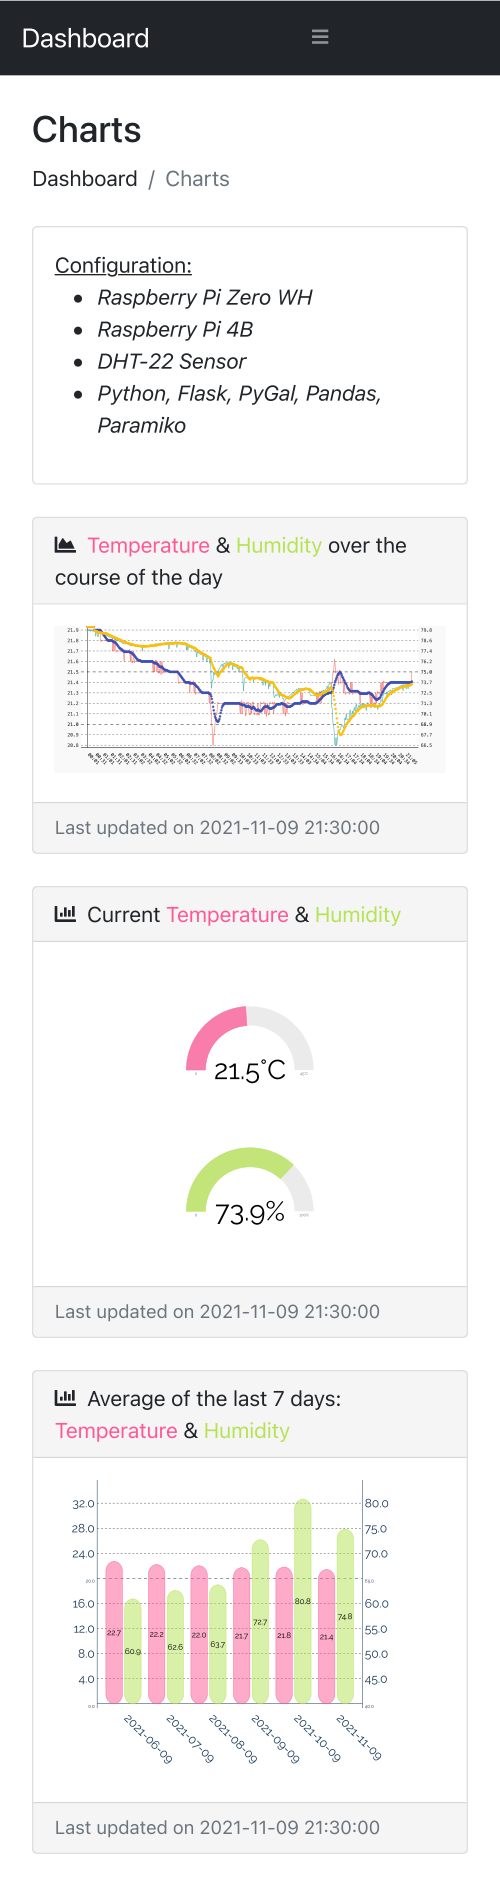 Dashboard
Charts
Dashboard / Charts
Configuration:
Raspberry Pi Zero WH
Raspberry Pi 4B
DHT-22 Sensor
Python, Flask, PyGal, Pandas,
Paramiko
Temperature & Humidity over the
course of the day
21.9 79.8
21.8 78.6
21.7 77.4
21.6 76.2
21.5 75.0
21.4 73.7
21.3 72.5
21.2 71.3
21.1 70.1
21.0 68.9
20.9 67.7
20.8 66.5
Last updated on 2021-11-09 21:30:00
Current Temperature & Humidity
21.5°C
73.9%
Last updated on 2021-11-09 21:30:00
Average of the last 7 days:
Temperature & Humidity
32.0 80.0
28.0 75.0
24.0 70.0
20.0 65.0
16.0 60.0
12.0 55.0
8.0 50.0
4.0 45.0
0.0 40.0
22.7 60.9 22.2 62.6 22.0 63.7 21.7 72.7 21.8 80.8 21.4 74.8
2021-06-09 2021-07-09 2021-08-09 2021-09-09 2021-10-09 2021-11-09
Last updated on 2021-11-09 21:30:00